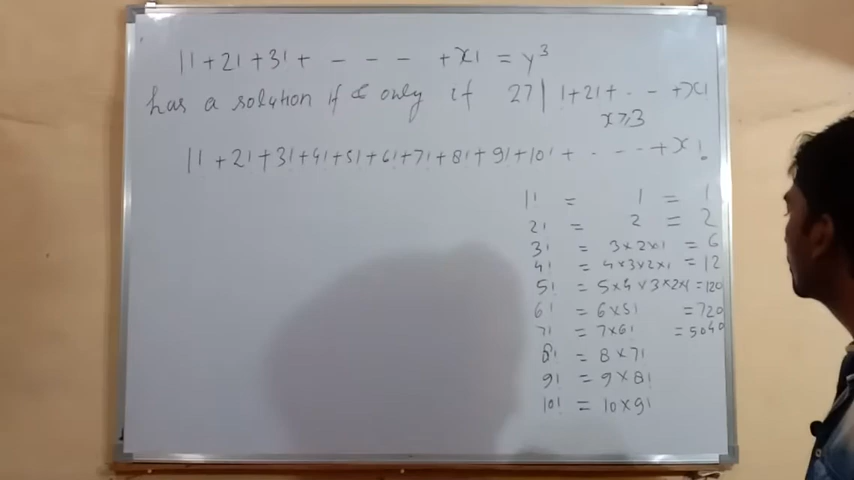 1! + 2! + 3! + - - - + x! = y³
has a solution if & only if 27 | 1+2!+ . - - +x!
x≥3
1! + 2! + 3! + 4! + 5! + 6! + 7! + 8! + 9! + 10! + . - - - + x!
1! = 1 = 1
2! = 2 = 2
3! = 3×2×1 = 6
4! = 4×3×2×1 = 12
5! = 5×4×3×2×1 = 120
6! = 6×5! = 720
7! = 7×6! = 5040
8! = 8×7!
9! = 9×8!
10! = 10×9!